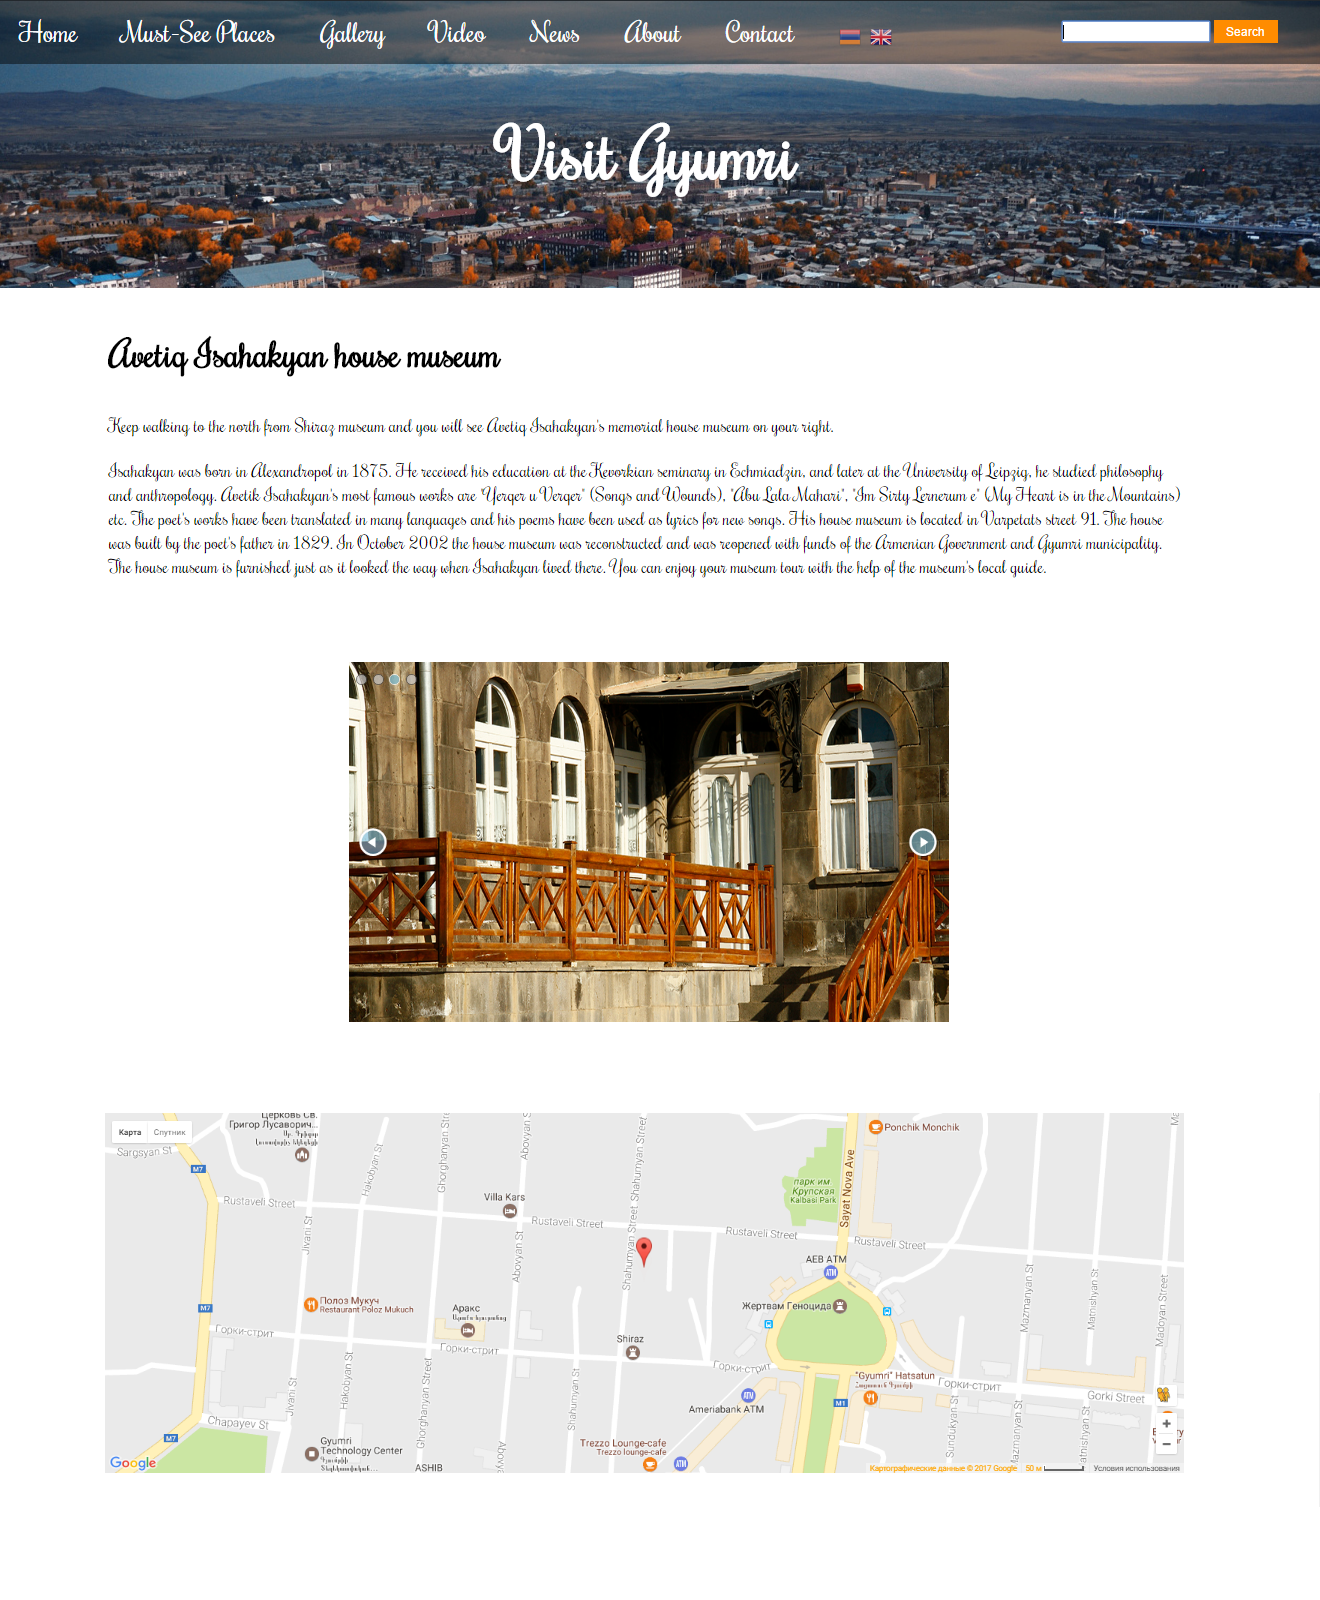 Home Must-See Places Gallery Video News About Contact Search
Visit Gyumri
Avetiq Isahakyan house museum
Keep walking to the north from Shiraz museum and you will see Avetiq Isahakyan's memorial house museum on your right.
Isahakyan was born in Alexandropol in 1875. He received his education at the Kevorkian seminary in Echmiadzin, and later at the University of Leipzig, he studied philosophy
and anthropology. Avetik Isahakyan's most famous works are "Yerqer u Verqer" (Songs and Wounds), "Abu Lala Mahari", "Im Sirty Lernerum e" (My Heart is in the Mountains)
etc. The poet's works have been translated in many languages and his poems have been used as lyrics for new songs. His house museum is located in Varpetats street 91. The house
was built by the poet's father in 1829. In October 2002 the house museum was reconstructed and was reopened with funds of the Armenian Government and Gyumri municipality.
The house museum is furnished just as it looked the way when Isahakyan lived there. You can enjoy your museum tour with the help of the museum's local guide.
Церковь Св.
Григор Лусаворич...
Карта Спутник
Sargsyan St
M7
Hakobyan St
Ghorghanyan St
Abovyan St
Shahumyan Street
Shahumyan Street
Ponchik Monchik
парк им.
Крупская
Kalbasi Park
Sayat Nova Ave
Rustaveli Street
Villa Kars
Rustaveli Street
Rustaveli Street
Rustaveli Street
Jivani St
Abovyan St
AEB ATM
ATM
Mazmanyan St
Matnishyan St
Madoyan Street
Полоз Мукуч
Restaurant Poloz Mukuch
M7
Аракс
Жертвам Геноцида
Горки-стрит
Горки-стрит
Shiraz
Горки-стрит
"Gyumri" Hatsatun
Горки-стрит
Gorki Street
Jivani St
Hakobyan St
Ghorghanyan St
Shahumyan St
ATM
Ameriabank ATM
M1
Chapayev St
M7
Gyumri
Technology Center
Trezzo Lounge-cafe
Trezzo lounge-cafe
ATM
Sundukyan St
Mazmanyan St
ASHIB
Google
Картографические данные © 2017 Google 50 м Условия использования